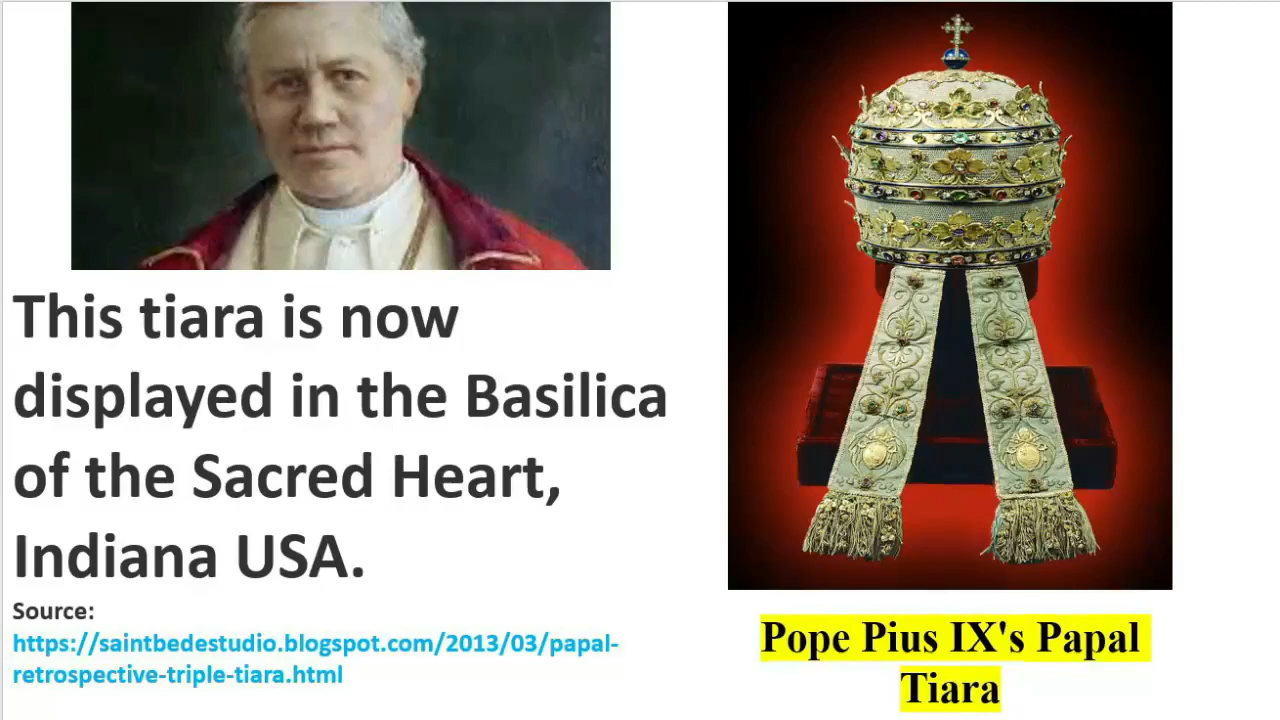 This tiara is now
displayed in the Basilica
of the Sacred Heart,
Indiana USA.
Source:
https://saintbedestudio.blogspot.com/2013/03/papal-
retrospective-triple-tiara.html
Pope Pius IX's Papal
Tiara